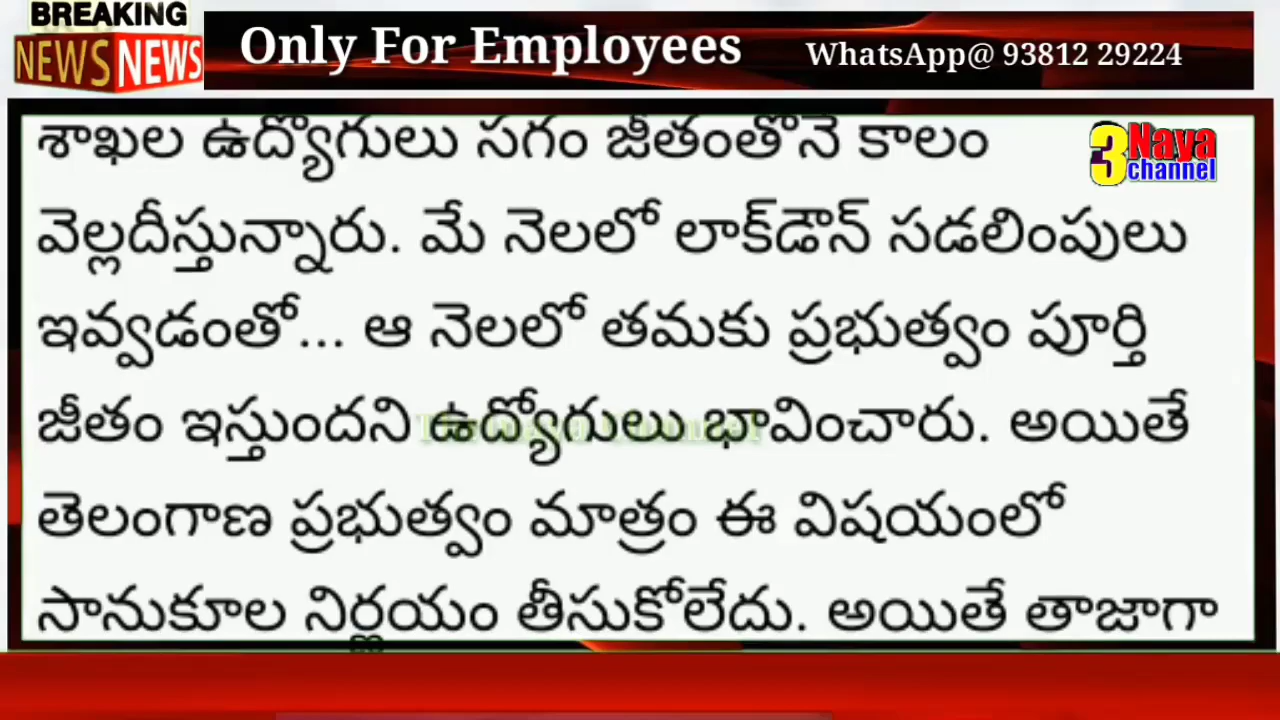 BREAKING
NEWS NEWS
Only For Employees
WhatsApp@ 93812 29224
3 Naya
channel
శాఖల ఉద్యోగులు సగం జీతంతోనే కాలం
వెల్లదీస్తున్నారు. మే నెలలో లాక్‌డౌన్ సడలింపులు
ఇవ్వడంతో... ఆ నెలలో తమకు ప్రభుత్వం పూర్తి
జీతం ఇస్తుందని ఉద్యోగులు భావించారు. అయితే
తెలంగాణ ప్రభుత్వం మాత్రం ఈ విషయంలో
సానుకూల నిర్ణయం తీసుకోలేదు. అయితే తాజాగా